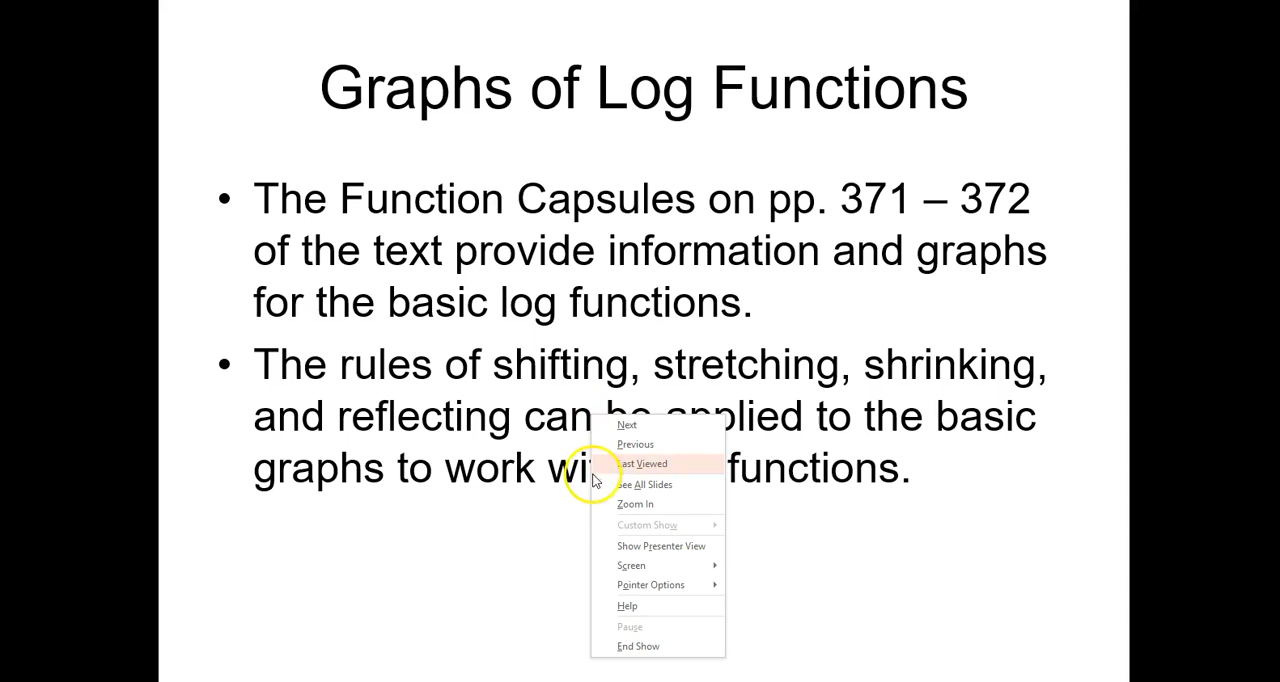 Graphs of Log Functions
• The Function Capsules on pp. 371 – 372
of the text provide information and graphs
for the basic log functions.
• The rules of shifting, stretching, shrinking,
and reflecting can be applied to the basic
graphs to work functions.
Next
Previous
Last Viewed
See All Slides
Zoom In
Custom Show
Show Presenter View
Screen
Pointer Options
Help
Pause
End Show